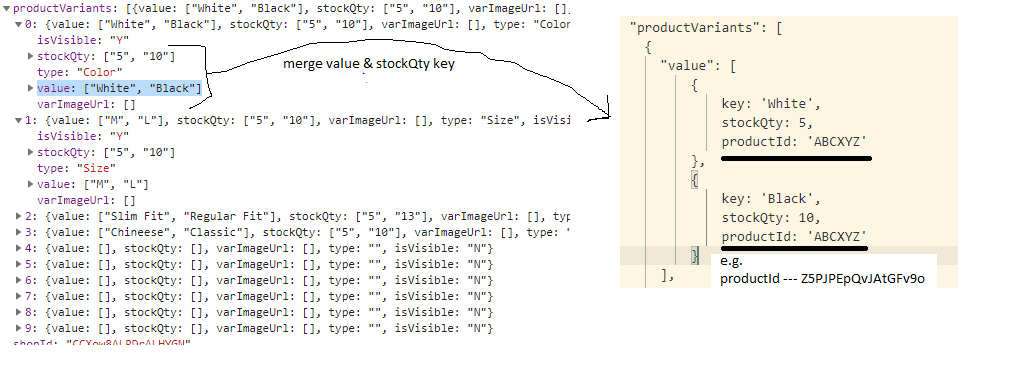 productVariants: [{value: ["White", "Black"], stockQty: ["5", "10"], varImageUrl: [],
0: {value: ["White", "Black"], stockQty: ["5", "10"], varImageUrl: [], type: "Color
isVisible: "Y"
stockQty: ["5", "10"]
type: "Color"
value: ["White", "Black"]
varImageUrl: []
1: {value: ["M", "L"], stockQty: ["5", "10"], varImageUrl: [], type: "Size", isVisi
isVisible: "Y"
stockQty: ["5", "10"]
type: "Size"
value: ["M", "L"]
varImageUrl: []
2: {value: ["Slim Fit", "Regular Fit"], stockQty: ["5", "13"], varImageUrl: [], typ
3: {value: ["Chineese", "Classic"], stockQty: ["5", "10"], varImageUrl: [], type: "
4: {value: [], stockQty: [], varImageUrl: [], type: "", isVisible: "N"}
5: {value: [], stockQty: [], varImageUrl: [], type: "", isVisible: "N"}
6: {value: [], stockQty: [], varImageUrl: [], type: "", isVisible: "N"}
7: {value: [], stockQty: [], varImageUrl: [], type: "", isVisible: "N"}
8: {value: [], stockQty: [], varImageUrl: [], type: "", isVisible: "N"}
9: {value: [], stockQty: [], varImageUrl: [], type: "", isVisible: "N"}
merge value & stockQty key
"productVariants": [
{
"value": [
{
key: 'White',
stockQty: 5,
productId: 'ABCXYZ'
},
{
key: 'Black',
stockQty: 10,
productId: 'ABCXYZ'
}
e.g.
productId --- Z5PJPEpQvJAtGFv9o
],